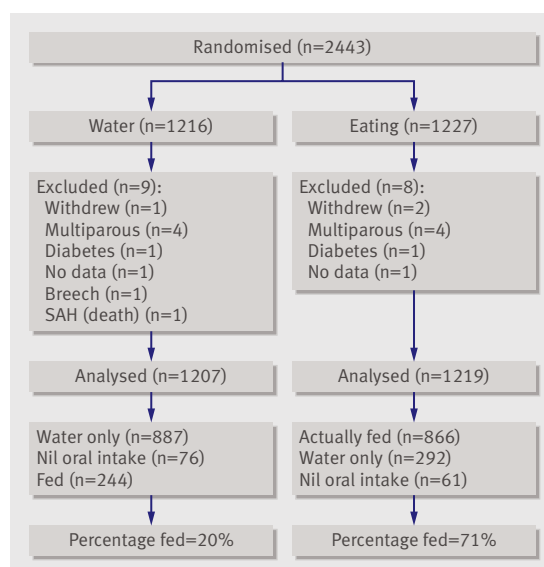 Randomised (n=2443)
Water (n=1216)
Eating (n=1227)
Excluded (n=9):
Withdrew (n=1)
Multiparous (n=4)
Diabetes (n=1)
No data (n=1)
Breech (n=1)
SAH (death) (n=1)
Excluded (n=8):
Withdrew (n=2)
Multiparous (n=4)
Diabetes (n=1)
No data (n=1)
Analysed (n=1207)
Analysed (n=1219)
Water only (n=887)
Nil oral intake (n=76)
Fed (n=244)
Actually fed (n=866)
Water only (n=292)
Nil oral intake (n=61)
Percentage fed=20%
Percentage fed=71%